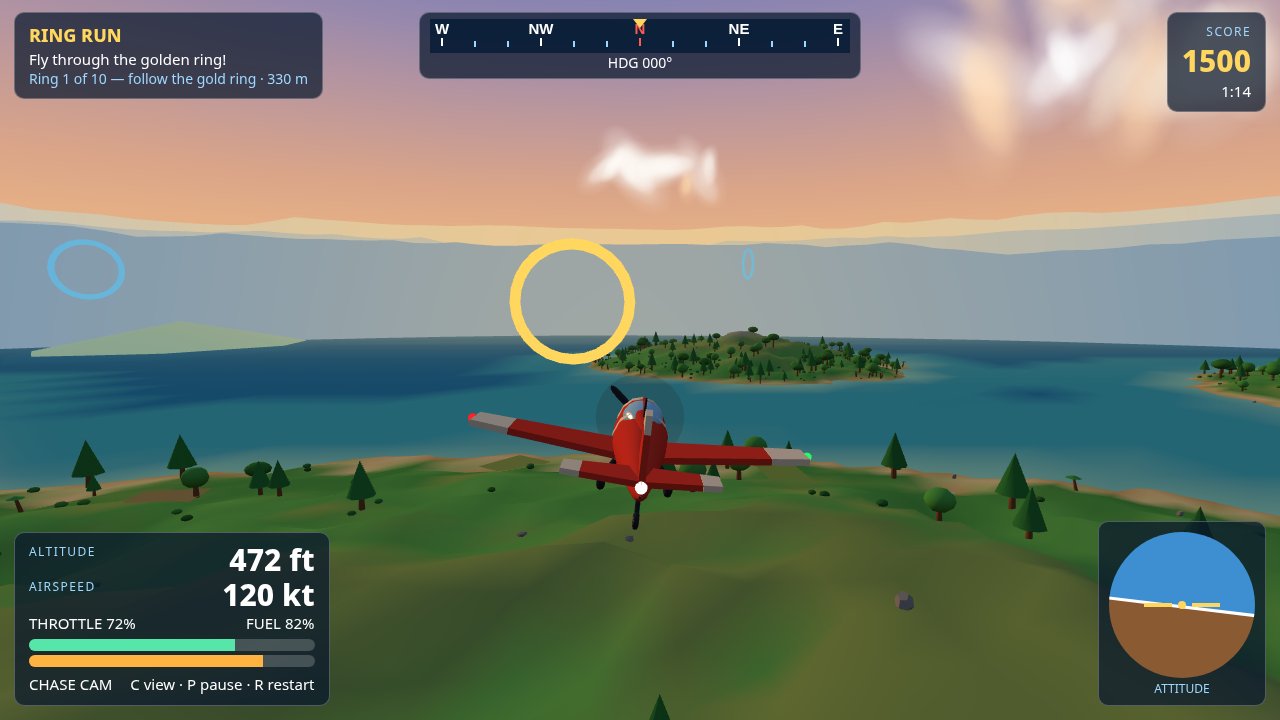 RING RUN
Fly through the golden ring!
Ring 1 of 10 — follow the gold ring · 330 m
W NW N NE E
HDG 000°
SCORE
1500
1:14
ALTITUDE 472 ft
AIRSPEED 120 kt
THROTTLE 72% FUEL 82%
CHASE CAM C view · P pause · R restart
ATTITUDE